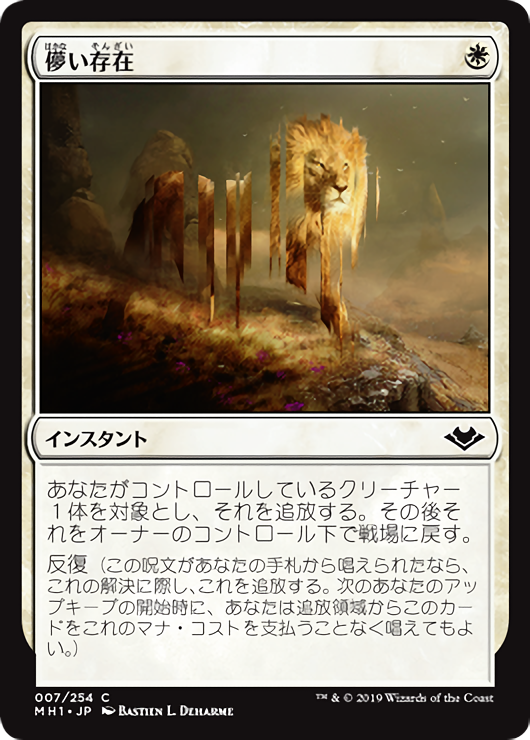 儚い存在
はかな そんざい
インスタント
あなたがコントロールしているクリーチャー
１体を対象とし、それを追放する。その後そ
れをオーナーのコントロール下で戦場に戻す。
反復（この呪文があなたの手札から唱えられたなら、
これの解決に際し、これを追放する。次のあなたのアッ
プキープの開始時に、あなたは追放領域からこのカー
ドをこれのマナ・コストを支払うことなく唱えてもよ
い。）
007/254 C
MH1・JP Bastien L. Deharme
™ & © 2019 Wizards of the Coast